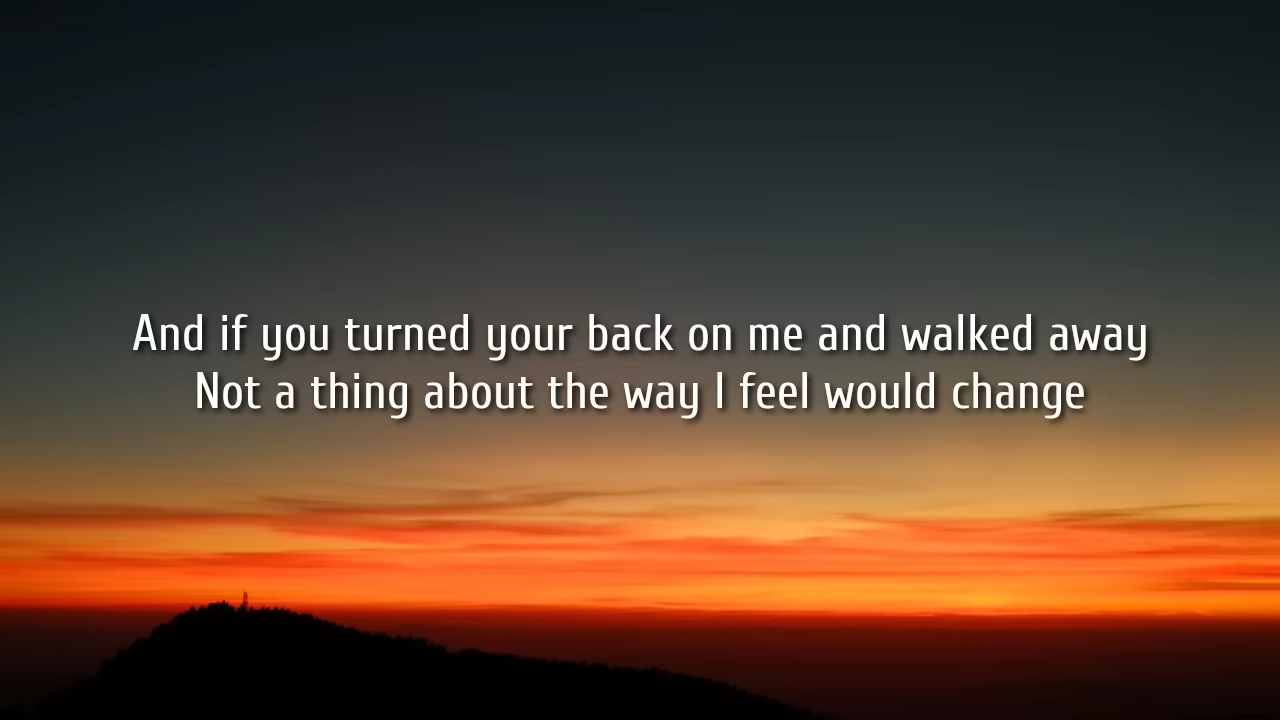 And if you turned your back on me and walked away
Not a thing about the way I feel would change